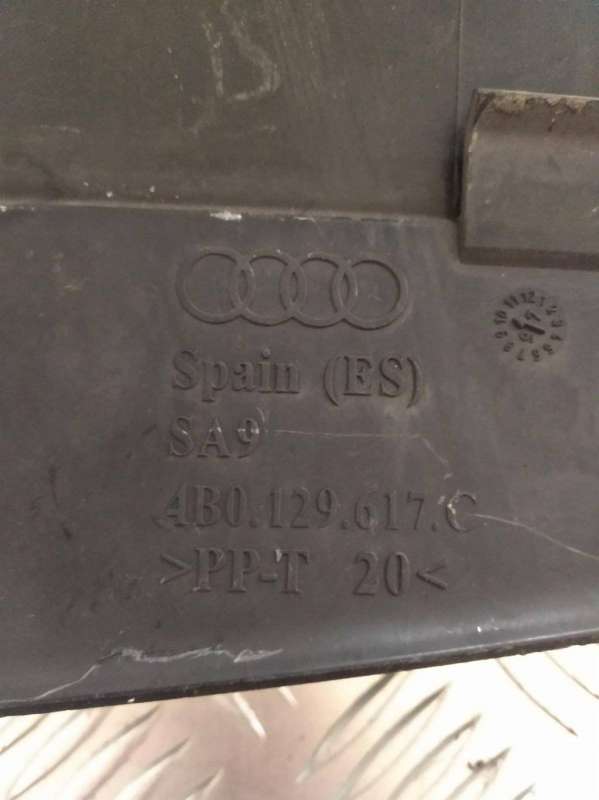 Spain (ES)
SA9
4B0.129.617.C
>PP-T 20<